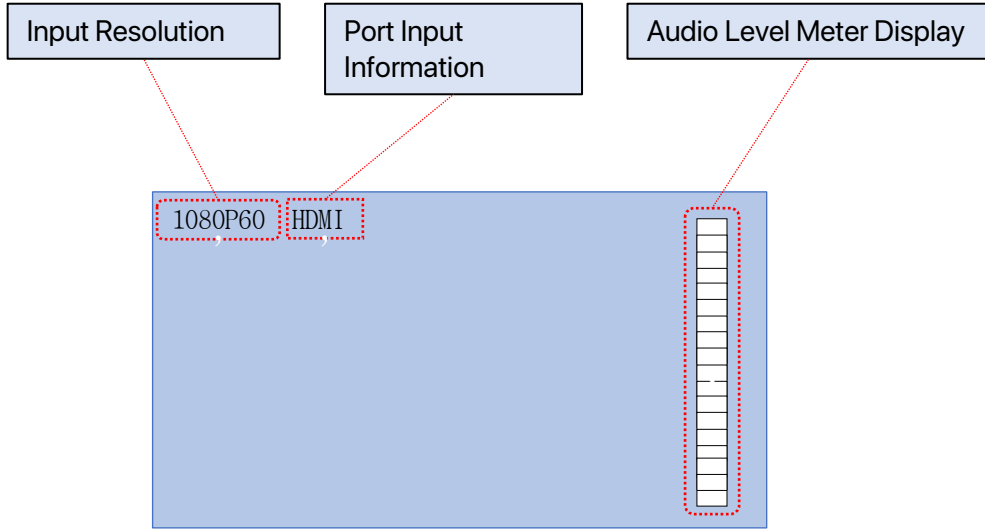 Input Resolution
Port Input
Information
Audio Level Meter Display
1080P60 HDMI